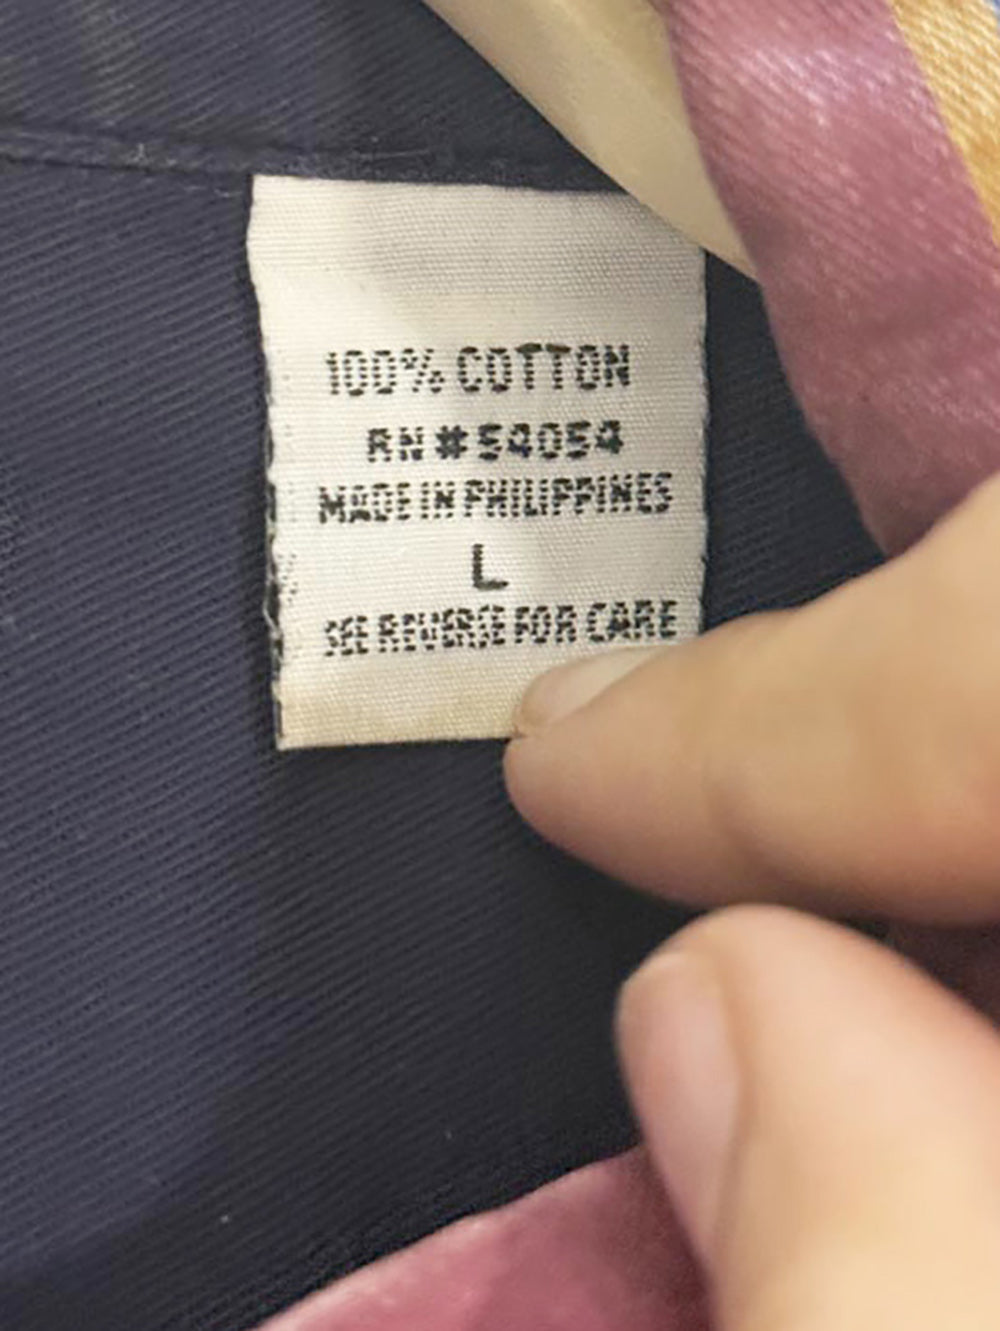 100% COTTON
RN #54054
MADE IN PHILIPPINES
L
SEE REVERSE FOR CARE